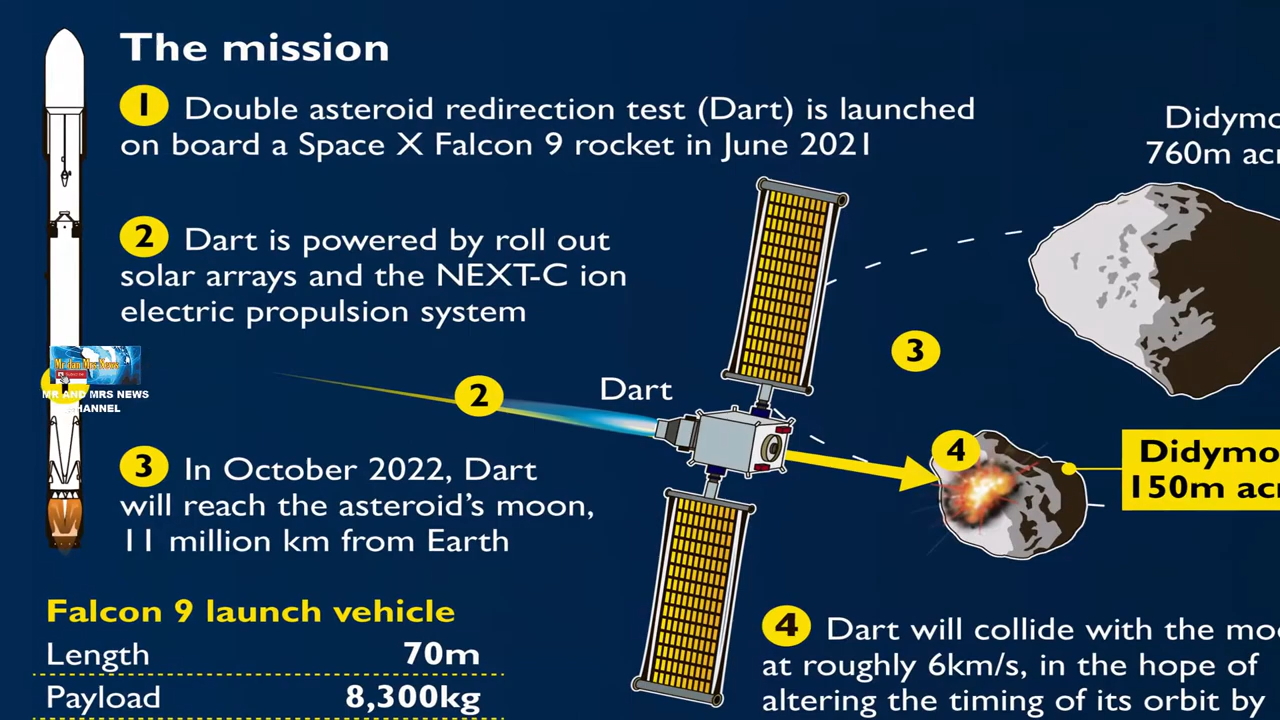 The mission
1 Double asteroid redirection test (Dart) is launched
on board a Space X Falcon 9 rocket in June 2021
2 Dart is powered by roll out
solar arrays and the NEXT-C ion
electric propulsion system
3 In October 2022, Dart
will reach the asteroid's moon,
11 million km from Earth
Falcon 9 launch vehicle
Length 70m
Payload 8,300kg
Mr dan Mrs News
MR AND MRS NEWS
CHANNEL
2
Dart
3
4
Didymo
760m acr
Didymo
150m acr
4 Dart will collide with the moo
at roughly 6km/s, in the hope of
altering the timing of its orbit by